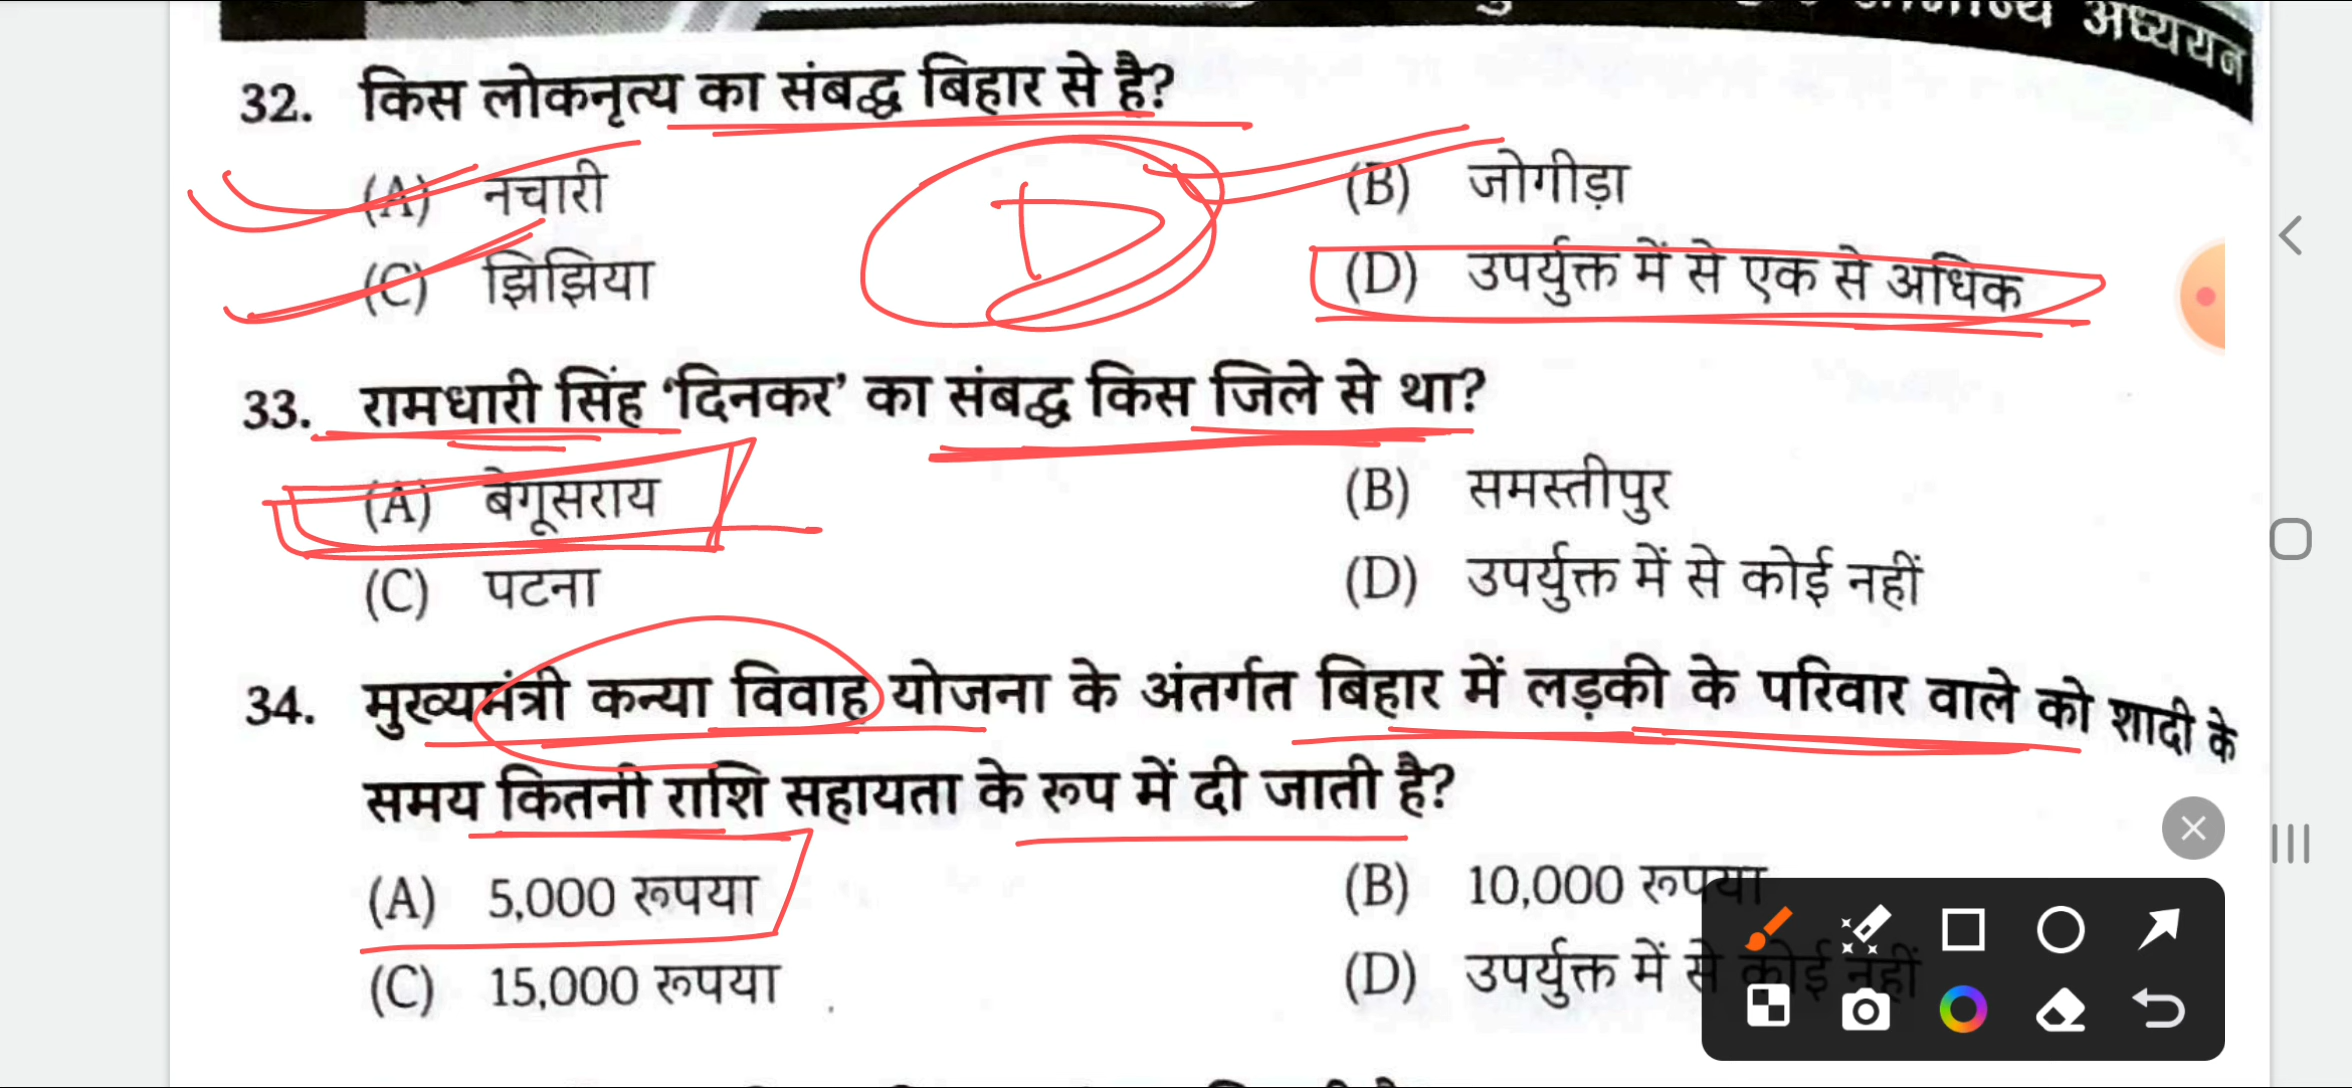 अध्ययन
32. किस लोकनृत्य का संबद्ध बिहार से है?
(A) नचारी (B) जोगीड़ा
(C) झिझिया (D) उपर्युक्त में से एक से अधिक
D
33. रामधारी सिंह ‘दिनकर’ का संबद्ध किस जिले से था?
(A) बेगूसराय (B) समस्तीपुर
(C) पटना (D) उपर्युक्त में से कोई नहीं
34. मुख्यमंत्री कन्या विवाह योजना के अंतर्गत बिहार में लड़की के परिवार वाले को शादी के
समय कितनी राशि सहायता के रूप में दी जाती है?
(A) 5,000 रूपया (B) 10,000 रूपया
(C) 15,000 रूपया (D) उपर्युक्त में से कोई नहीं